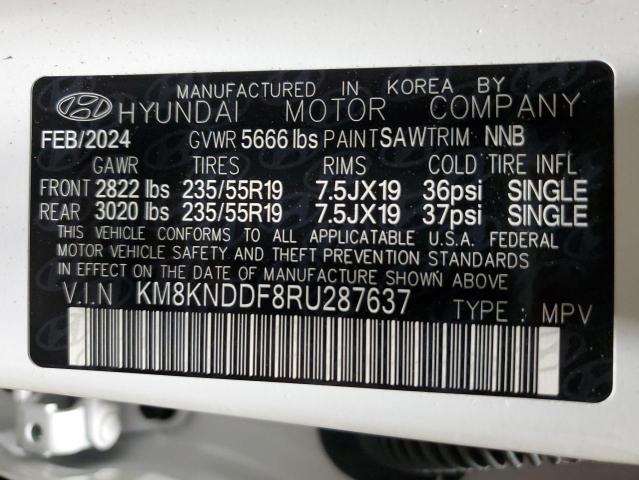 MANUFACTURED IN KOREA BY
HYUNDAI MOTOR COMPANY
FEB/2024 GVWR 5666 lbs PAINT SAW TRIM NNB
GAWR TIRES RIMS COLD TIRE INFL
FRONT 2822 lbs 235/55R19 7.5JX19 36psi SINGLE
REAR 3020 lbs 235/55R19 7.5JX19 37psi SINGLE
THIS VEHICLE CONFORMS TO ALL APPLICATABLE U.S.A. FEDERAL
MOTOR VEHICLE SAFETY THEFT PREVENTION STANDARDS
IN EFFECT ON THE DATE OF MANUFACTURE SHOWN ABOVE
V.I.N KM8KNDDF8RU287637 TYPE : MPV